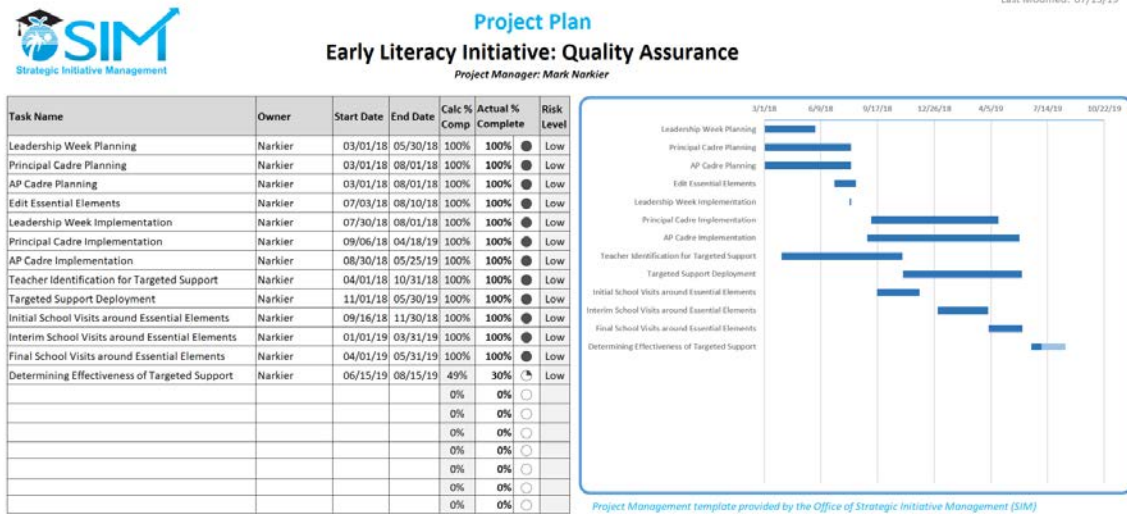 Last Modified: 07/15/19
SIM
Strategic Initiative Management
Project Plan
Early Literacy Initiative: Quality Assurance
Project Manager: Mark Narkier
Task Name Owner Start Date End Date Calc % Comp Actual % Complete Risk Level
Leadership Week Planning Narkier 03/01/18 05/30/18 100% 100% Low
Principal Cadre Planning Narkier 03/01/18 08/01/18 100% 100% Low
AP Cadre Planning Narkier 03/01/18 08/01/18 100% 100% Low
Edit Essential Elements Narkier 07/03/18 08/10/18 100% 100% Low
Leadership Week Implementation Narkier 07/30/18 08/01/18 100% 100% Low
Principal Cadre Implementation Narkier 09/06/18 04/18/19 100% 100% Low
AP Cadre Implementation Narkier 08/30/18 05/25/19 100% 100% Low
Teacher Identification for Targeted Support Narkier 04/01/18 10/31/18 100% 100% Low
Targeted Support Deployment Narkier 11/01/18 05/30/19 100% 100% Low
Initial School Visits around Essential Elements Narkier 09/16/18 11/30/18 100% 100% Low
Interim School Visits around Essential Elements Narkier 01/01/19 03/31/19 100% 100% Low
Final School Visits around Essential Elements Narkier 04/01/19 05/31/19 100% 100% Low
Determining Effectiveness of Targeted Support Narkier 06/15/19 08/15/19 49% 30% Low
0% 0%
0% 0%
0% 0%
0% 0%
0% 0%
0% 0%
0% 0%
3/1/18 6/9/18 9/17/18 12/26/18 4/5/19 7/14/19 10/22/19
Leadership Week Planning
Principal Cadre Planning
AP Cadre Planning
Edit Essential Elements
Leadership Week Implementation
Principal Cadre Implementation
AP Cadre Implementation
Teacher Identification for Targeted Support
Targeted Support Deployment
Initial School Visits around Essential Elements
Interim School Visits around Essential Elements
Final School Visits around Essential Elements
Determining Effectiveness of Targeted Support
Project Management template provided by the Office of Strategic Initiative Management (SIM)